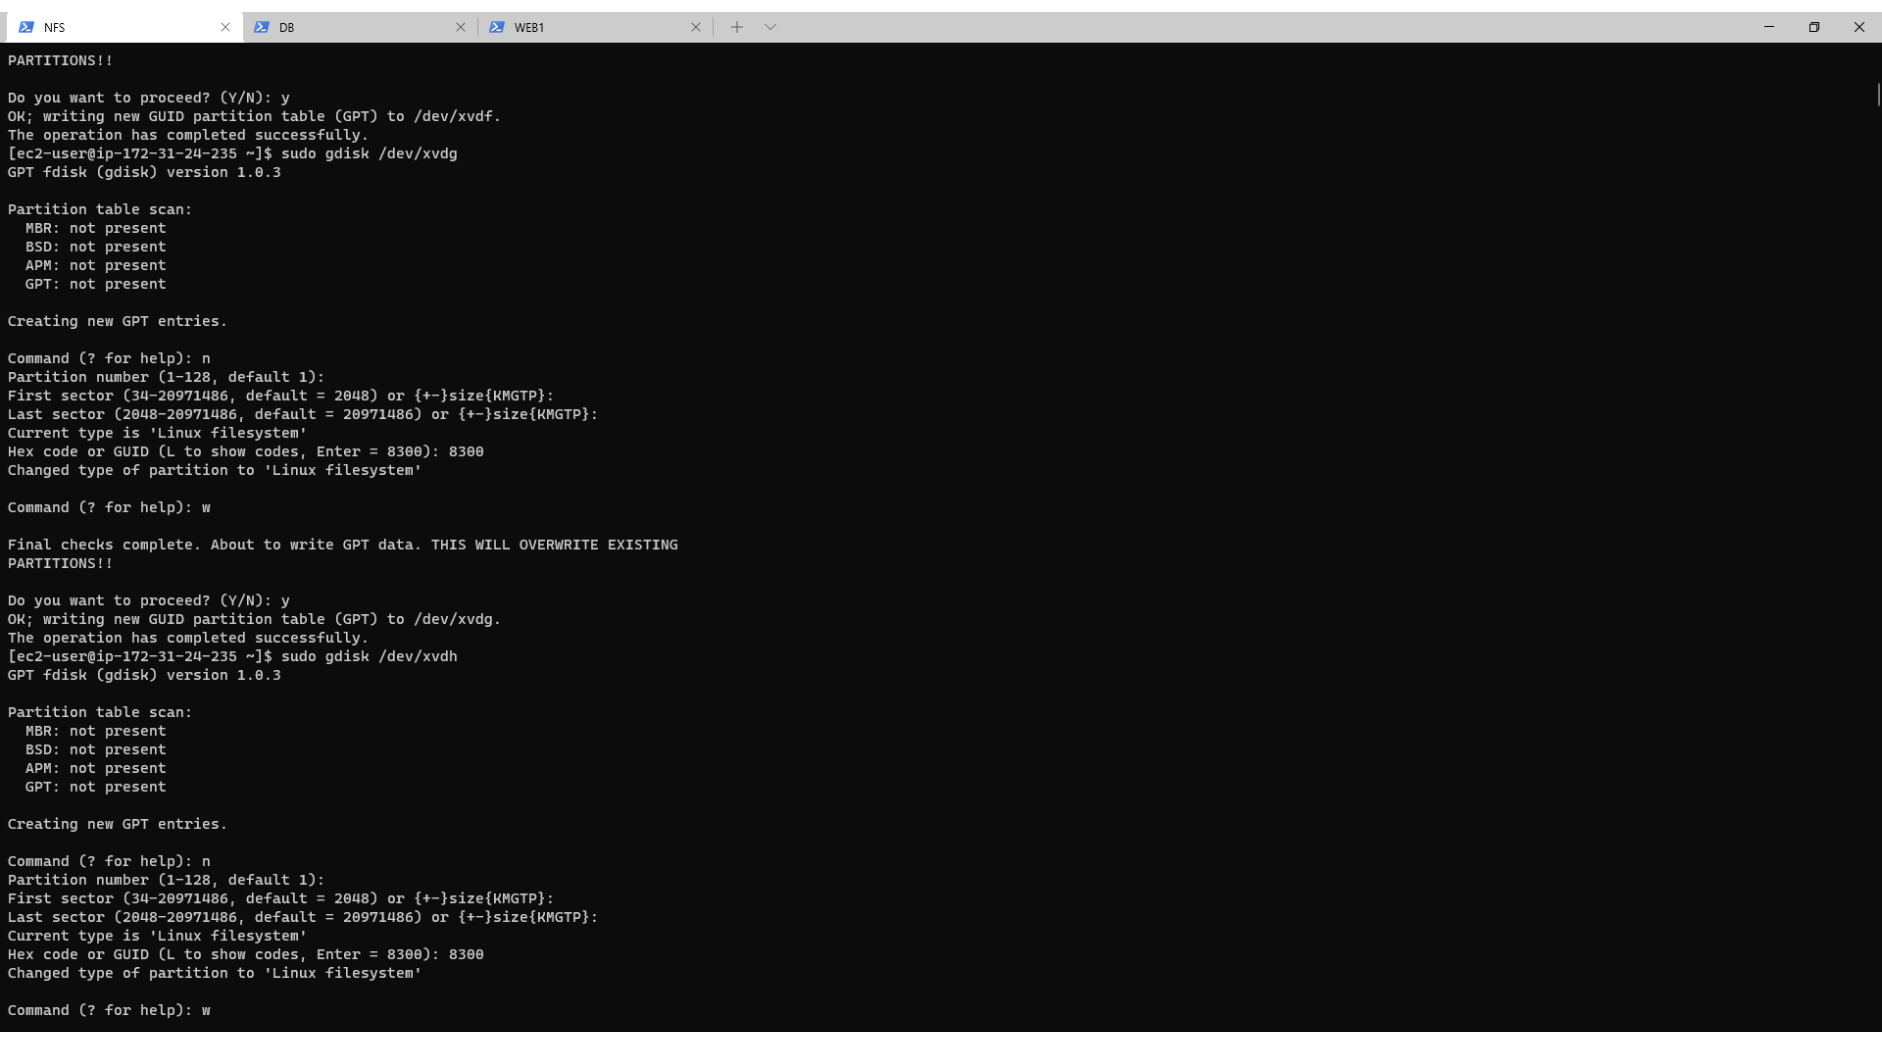 NFS DB WEB1
PARTITIONS!!
Do you want to proceed? (Y/N): y
OK; writing new GUID partition table (GPT) to /dev/xvdf.
The operation has completed successfully.
[ec2-user@ip-172-31-24-235 ~]$ sudo gdisk /dev/xvdg
GPT fdisk (gdisk) version 1.0.3
Partition table scan:
MBR: not present
BSD: not present
APM: not present
GPT: not present
Creating new GPT entries.
Command (? for help): n
Partition number (1-128, default 1):
First sector (34-20971486, default = 2048) or {+-}size{KMGTP}:
Last sector (2048-20971486, default = 20971486) or {+-}size{KMGTP}:
Current type is 'Linux filesystem'
Hex code or GUID (L to show codes, Enter = 8300): 8300
Changed type of partition to 'Linux filesystem'
Command (? for help): w
Final checks complete. About to write GPT data. THIS WILL OVERWRITE EXISTING
PARTITIONS!!
Do you want to proceed? (Y/N): y
OK; writing new GUID partition table (GPT) to /dev/xvdg.
The operation has completed successfully.
[ec2-user@ip-172-31-24-235 ~]$ sudo gdisk /dev/xvdh
GPT fdisk (gdisk) version 1.0.3
Partition table scan:
MBR: not present
BSD: not present
APM: not present
GPT: not present
Creating new GPT entries.
Command (? for help): n
Partition number (1-128, default 1):
First sector (34-20971486, default = 2048) or {+-}size{KMGTP}:
Last sector (2048-20971486, default = 20971486) or {+-}size{KMGTP}:
Current type is 'Linux filesystem'
Hex code or GUID (L to show codes, Enter = 8300): 8300
Changed type of partition to 'Linux filesystem'
Command (? for help): w